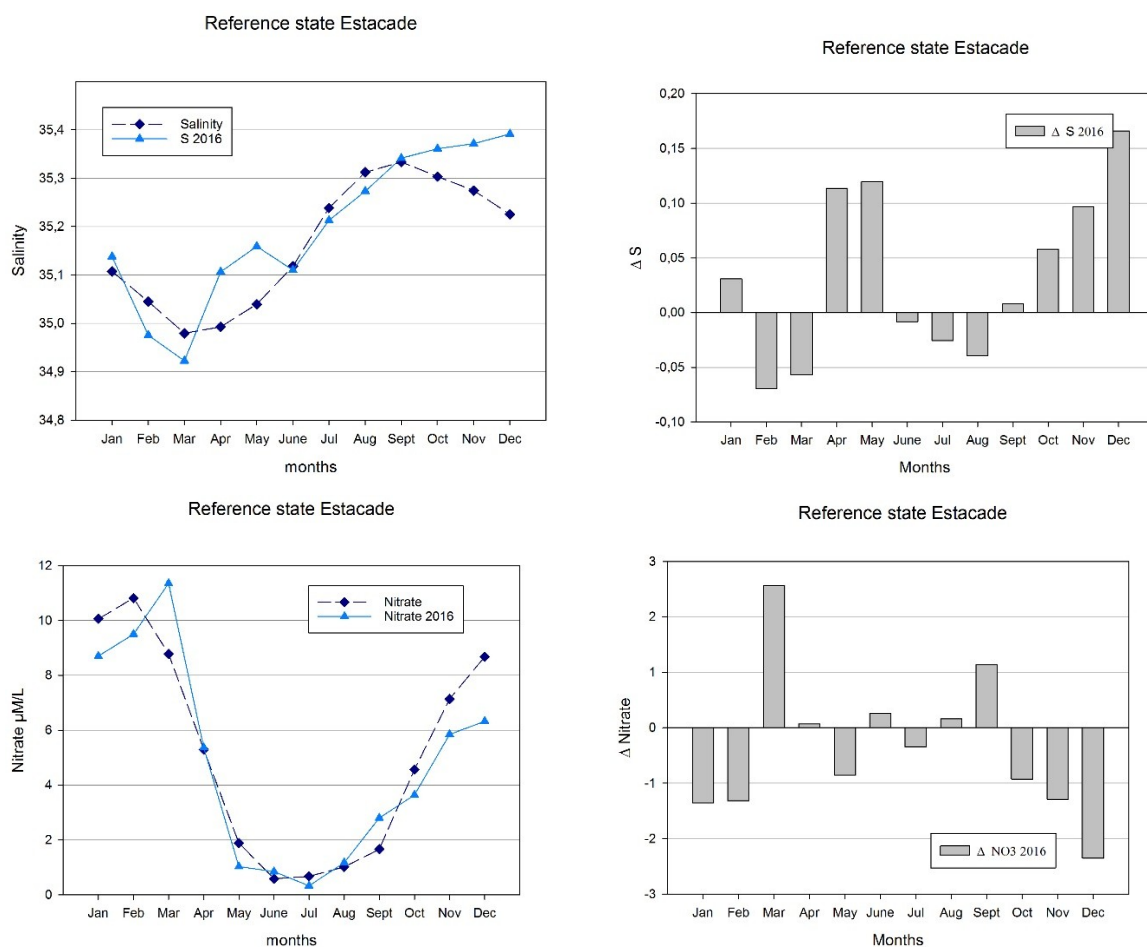 Reference state Estacade
Salinity
S 2016
35,4
35,3
35,2
35,1
35,0
34,9
34,8
Salinity
Jan Feb Mar Apr May June Jul Aug Sept Oct Nov Dec
months
Reference state Estacade
Δ S 2016
0,20
0,15
0,10
0,05
0,00
-0,05
-0,10
Δ S
Jan Feb Mar Apr May June Jul Aug Sept Oct Nov Dec
Months
Reference state Estacade
Nitrate
Nitrate 2016
12
10
8
6
4
2
0
Nitrate µM/L
Jan Feb Mar Apr May June Jul Aug Sept Oct Nov Dec
months
Reference state Estacade
3
2
1
0
-1
-2
-3
Δ Nitrate
Δ NO3 2016
Jan Feb Mar Apr May June Jul Aug Sept Oct Nov Dec
Months